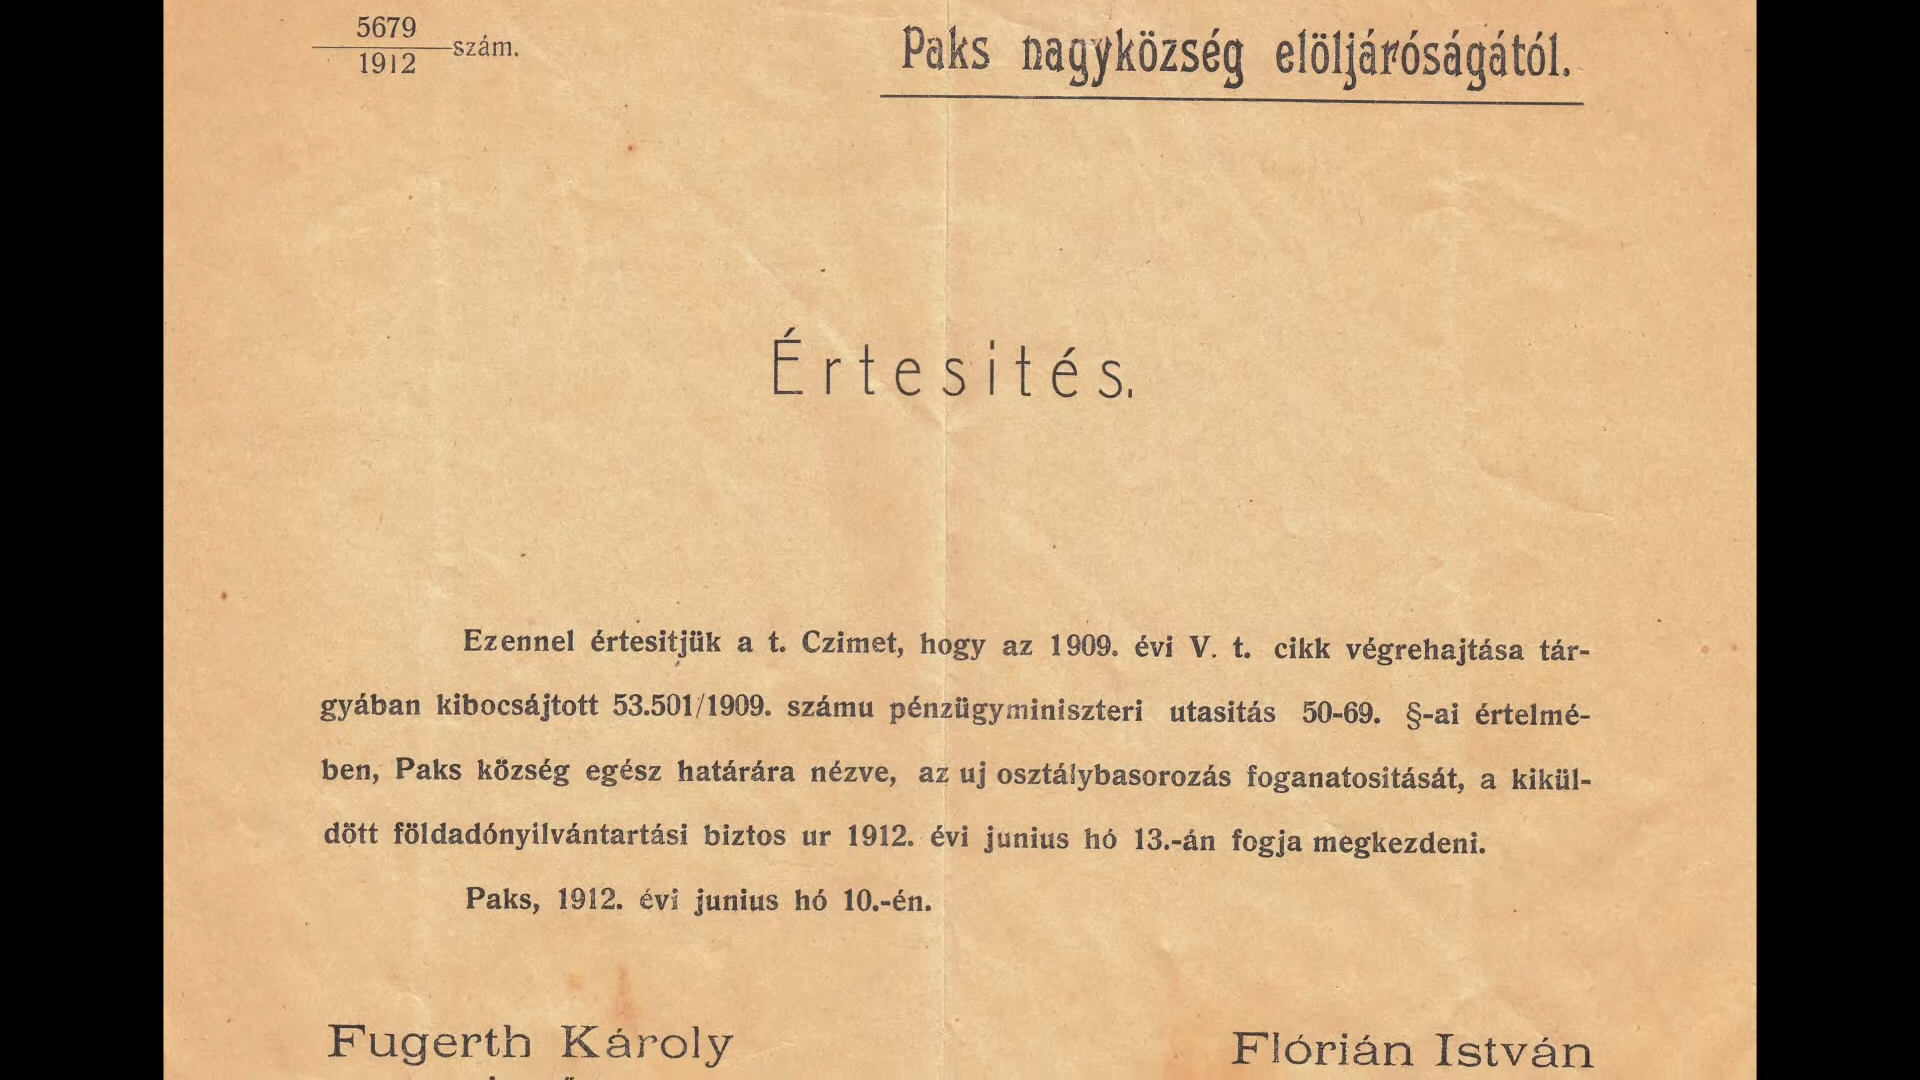 5679
1912 szám.
Paks nagyközség elöljáróságától.
Értesités.
Ezennel értesitjük a t. Czimet, hogy az 1909. évi V. t. cikk végrehajtása tár-
gyában kibocsájtott 53.501/1909. számu pénzügyminiszteri utasitás 50-69. §-ai értelmé-
ben, Paks község egész határára nézve, az uj osztálybasorozás foganatositását, a kikül-
dött földadónyilvántartási biztos ur 1912. évi junius hó 13.-án fogja megkezdeni.
Paks, 1912. évi junius hó 10.-én.
Fugerth Károly
Flórián István